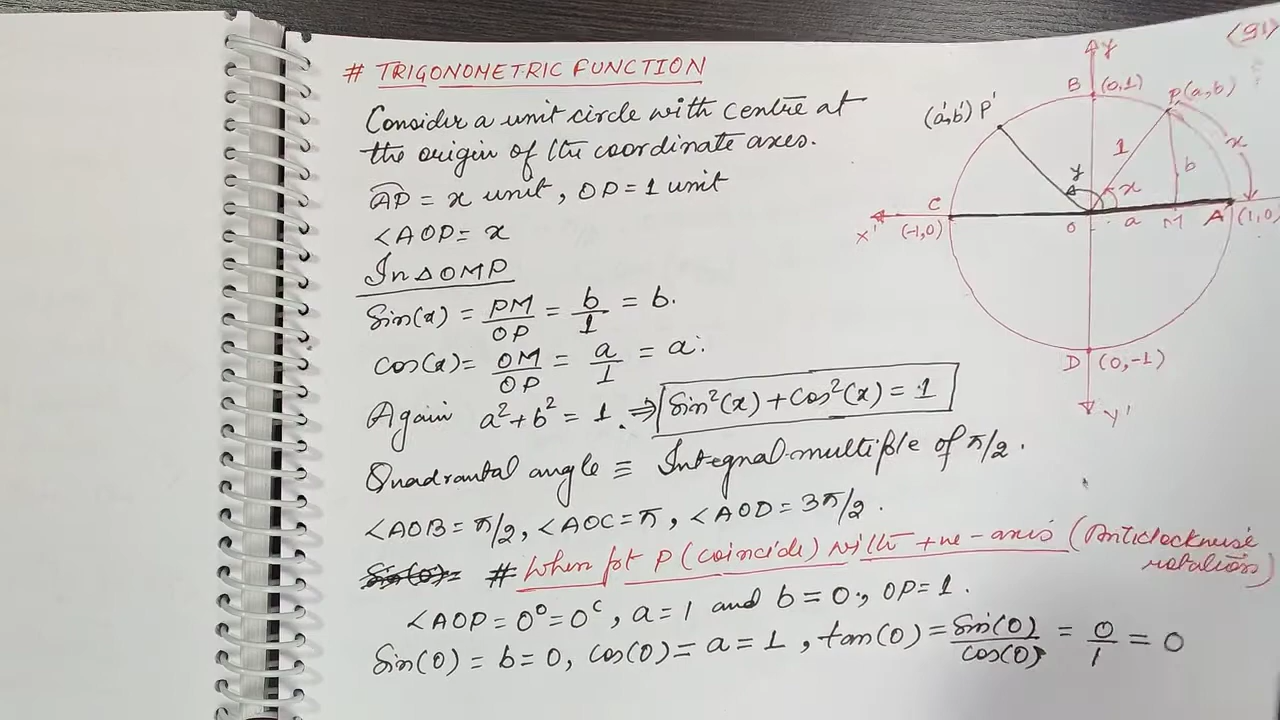 (91)
# TRIGONOMETRIC FUNCTION
Consider a unit circle with centre at
the origin of the coordinate axes.
AP = x unit, OP = 1 unit
<AOP = x
In △OMP
Sin(x) = PM/OP = b/1 = b.
Cos(x) = OM/OP = a/1 = a.
Again a² + b² = 1. ⇒ Sin²(x) + Cos²(x) = 1
Quadrantal angle ≡ Integral multiple of π/2.
<AOB = π/2, <AOC = π, <AOD = 3π/2.
Sin(0) = # When pt P (coincide) with +ve-axis (Anticlockwise
rotation)
<AOP = 0° = 0ᶜ, a = 1 and b = 0, OP = 1.
Sin(0) = b = 0, Cos(0) = a = 1, tan(0) = Sin(0)/Cos(0) = 0/1 = 0
Y
B (0,1)
P(a,b)
(a',b') P'
1
x
b
y
x
C
X'
(-1,0)
O
a
M
A (1,0
D (0,-1)
Y'